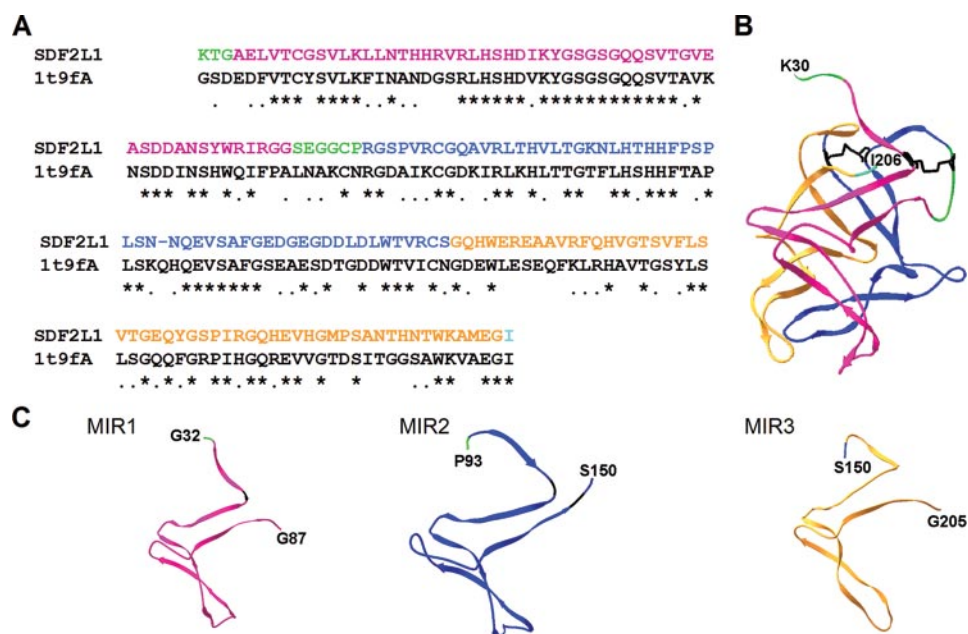 A
SDF2L1 KTGAELVTCGSVLKLLNTHHRVRLHSHDIKYGSGSGQQSVTGVE
1t9fA GSDEDFVTCYSVLKFINANDGSRLHSHDVKYGSGSGQQSVTAVK
. ..*** ****.*.. ****.***************.*.
SDF2L1 ASDDANSYWRIRGGSEGGCPRGSPVRCGQAVRLTHVLTGKNLHTHHFPSP
1t9fA NSDDINSHWQIFPALNAKCNRGDAIKCGDKIRLKHLTTGTFLHSHHFTAP
*** **.*.* . .. * **. ..**. .**.*. ** **.*** .*
SDF2L1 LSN-NQEVSAFGEDGEGDDLDLWTVRCSGQHWEREAAVRFQHVGTSVFLS
1t9fA LSKQHQEVSAFGSEAESDTGDDWTVICNGDEWLESEQFKLRHAVTGSYLS
SDF2L1 VTGEQYGSPIRGQHEVHGMPSANTHNTWKAMEGI
1t9fA LSGQQFGRPIHGQREVVGTDSITGGSAWKVAEGI
..*.*.* **.**.** * * .** ***
B
K30
I206
C
MIR1
G32
G87
MIR2
P93
S150
MIR3
S150
G205